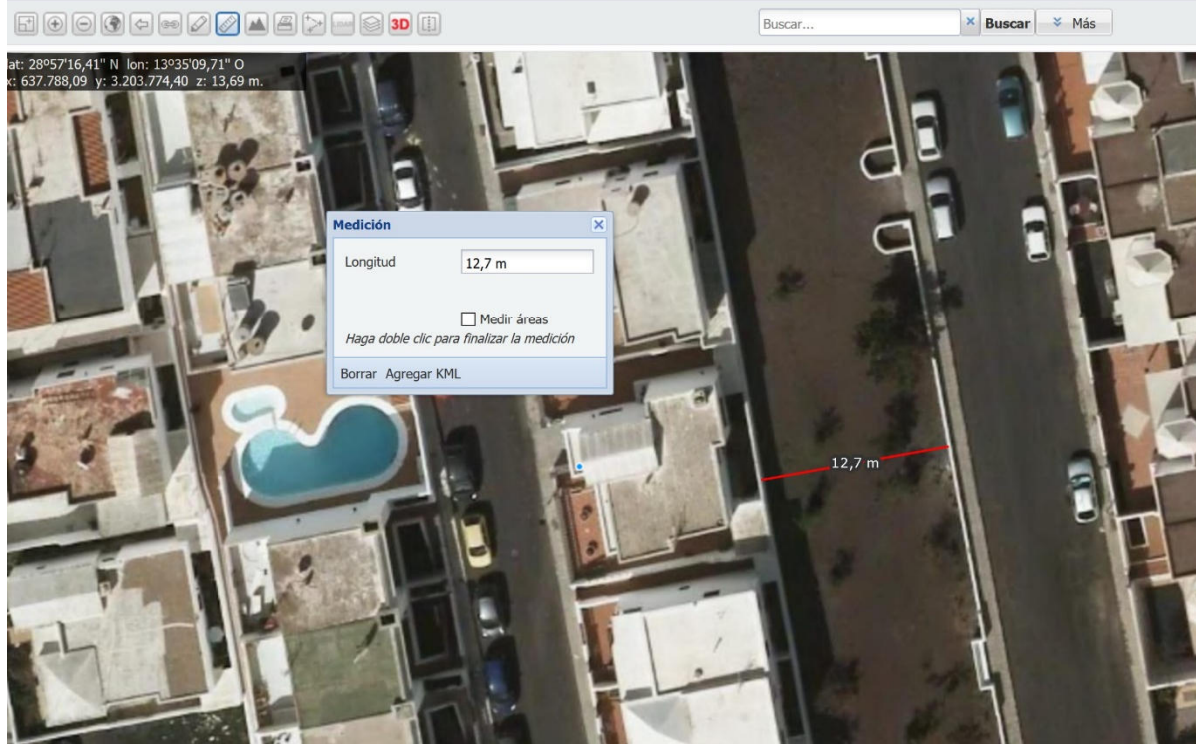 LIDAR
3D
Buscar...
Buscar
Más
at: 28º57'16,41" N lon: 13º35'09,71" O
x: 637.788,09 y: 3.203.774,40 z: 13,69 m.
Medición
Longitud
12,7 m
Medir áreas
Haga doble clic para finalizar la medición
Borrar Agregar KML
12,7 m